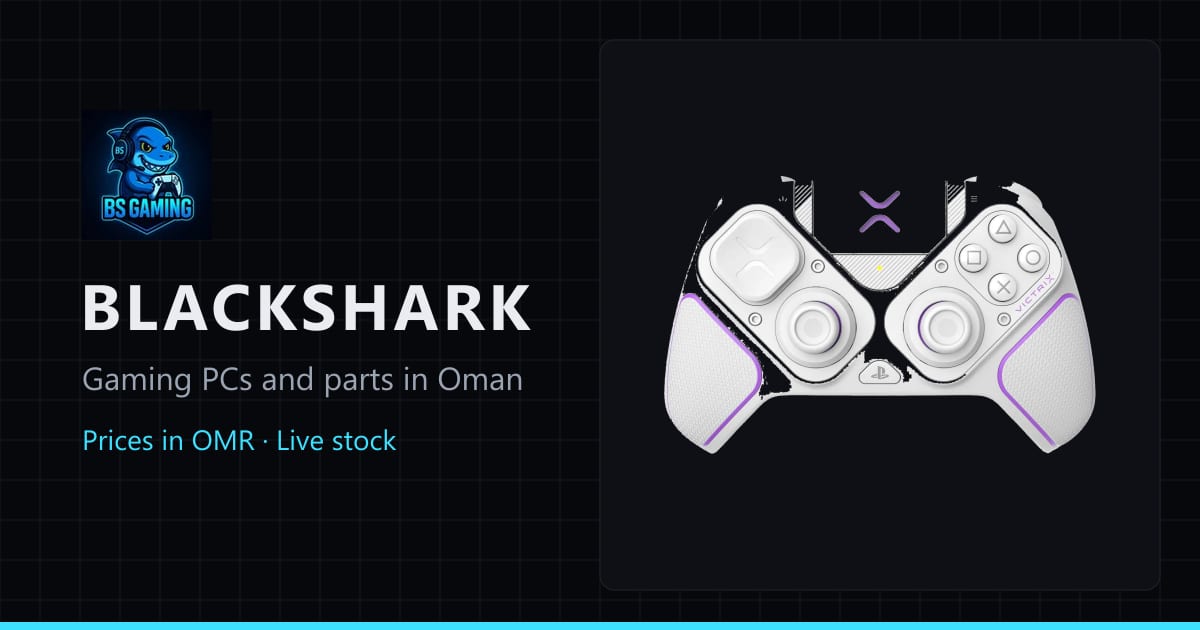 BS
BS GAMING
BLACKSHARK
Gaming PCs and parts in Oman
Prices in OMR · Live stock
VICTRIX